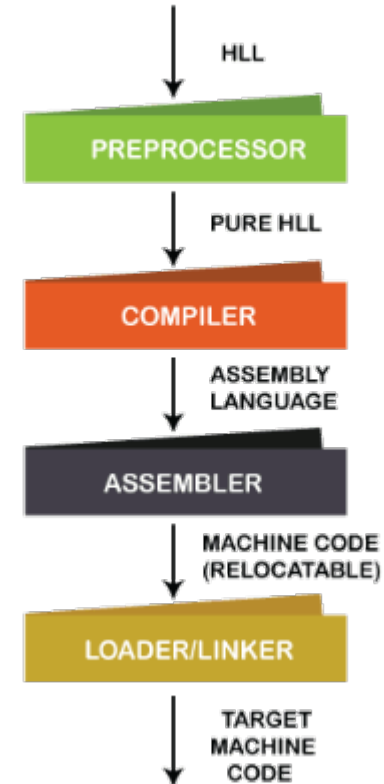 HLL
PREPROCESSOR
PURE HLL
COMPILER
ASSEMBLY
LANGUAGE
ASSEMBLER
MACHINE CODE
(RELOCATABLE)
LOADER/LINKER
TARGET
MACHINE
CODE